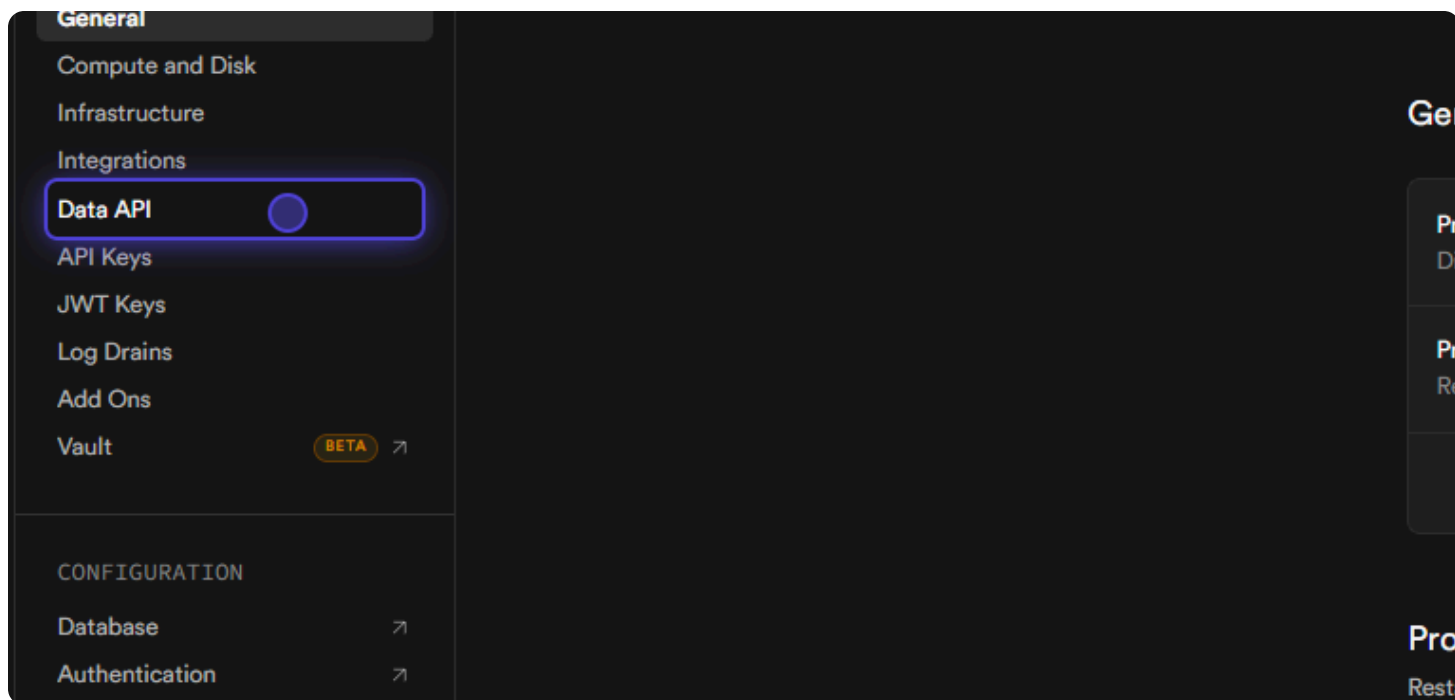 General
Compute and Disk
Infrastructure
Integrations
Data API
API Keys
JWT Keys
Log Drains
Add Ons
Vault BETA
CONFIGURATION
Database
Authentication
Rest